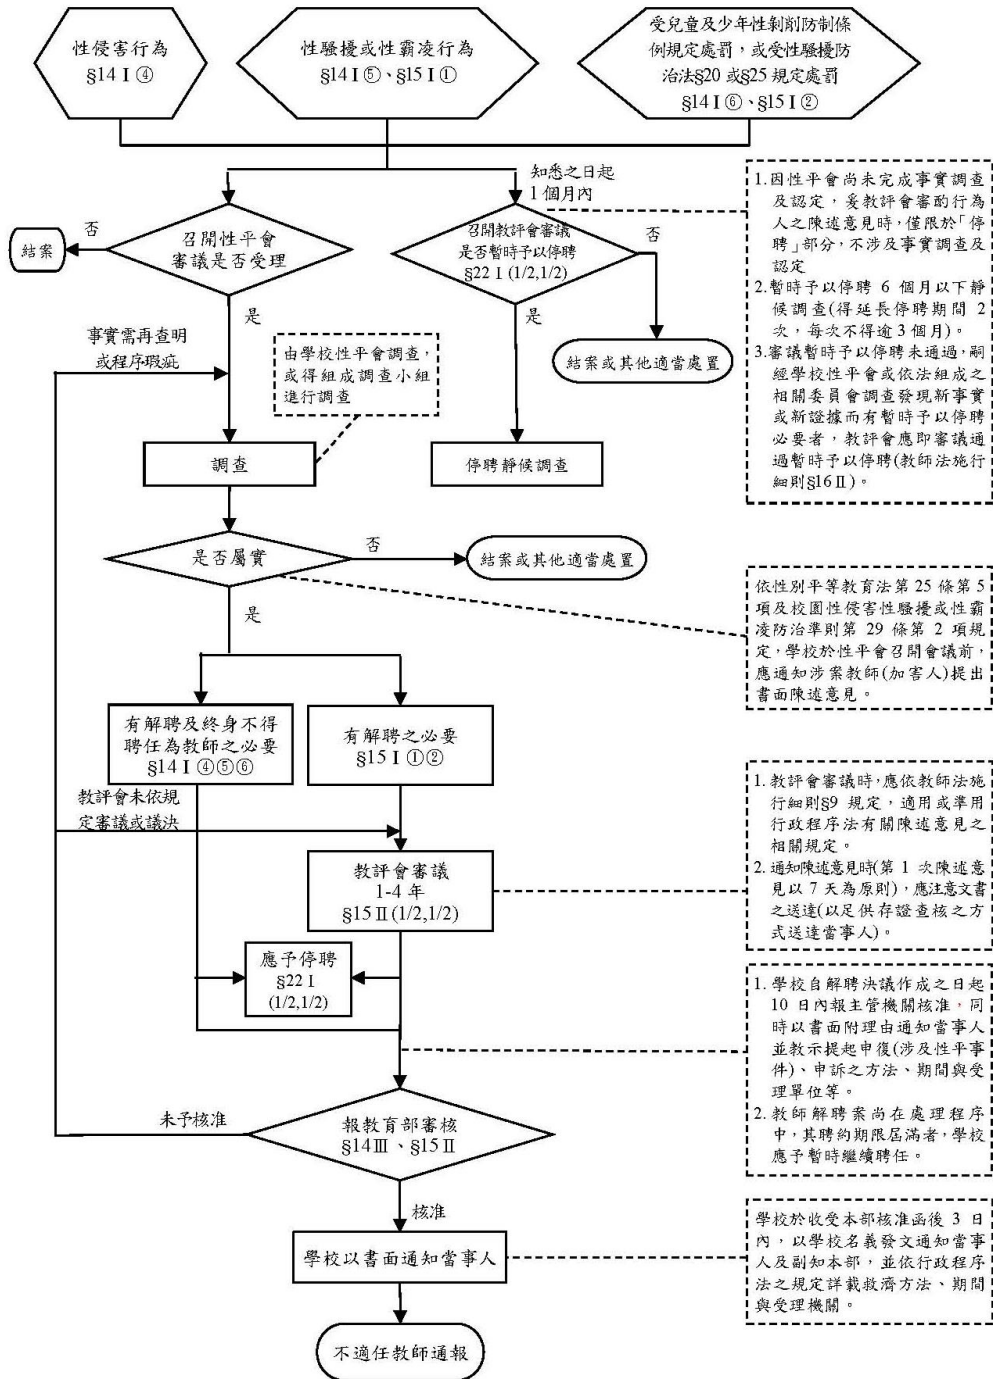 性侵害行為
§14 I ④
性騷擾或性霸凌行為
§14 I ⑤、§15 I ①
受兒童及少年性剝削防制條
例規定處罰，或受性騷擾防
治法§20 或§25 規定處罰
§14 I ⑥、§15 I ②
知悉之日起
1 個月內
否
結案
召開性平會
審議是否受理
召開教評會審議
是否暫時予以停聘
§22 I (1/2,1/2)
否
1. 因性平會尚未完成事實調查
及認定，妥教評會審酌行為
人之陳述意見時，僅限於「停
聘」部分，不涉及事實調查及
認定
2. 暫時予以停聘 6 個月以下靜
候調查(得延長停聘期間 2
次，每次不得逾 3 個月)。
3. 審議暫時予以停聘未通過，嗣
經學校性平會或依法組成之
相關委員會調查發現新事實
或新證據而有暫時予以停聘
必要者，教評會應即審議通
過暫時予以停聘(教師法施行
細則§16 II)。
是
是
事實需再查明
或程序瑕疵
由學校性平會調查，
或得組成調查小組
進行調查
結案或其他適當處置
調查
停聘靜候調查
是否屬實
否
結案或其他適當處置
是
依性別平等教育法第 25 條第 5
項及校園性侵害性騷擾或性霸
凌防治準則第 29 條第 2 項規
定，學校於性平會召開會議前，
應通知涉案教師(加害人)提出
書面陳述意見。
有解聘及終身不得
聘任為教師之必要
§14 I ④⑤⑥
有解聘之必要
§15 I ①②
教評會未依規
定審議或議決
教評會審議
1-4 年
§15 II (1/2,1/2)
1. 教評會審議時，應依教師法施
行細則§9 規定，適用或準用
行政程序法有關陳述意見之
相關規定。
2. 通知陳述意見時(第 1 次陳述意
見以 7 天為原則)，應注意文書
之送達(以足供存證查核之方
式送達當事人)。
應予停聘
§22 I
(1/2,1/2)
1. 學校自解聘決議作成之日起
10 日內報主管機關核准，同
時以書面附理由通知當事人
並教示提起申復(涉及性平事
件)、申訴之方法、期間與受
理單位等。
2. 教師解聘案尚在處理程序
中，其聘約期限屆滿者，學校
應予暫時繼續聘任。
未予核准
報教育部審核
§14III、§15 II
核准
學校以書面通知當事人
學校於收受本部核准函後 3 日
內，以學校名義發文通知當事
人及副知本部，並依行政程序
法之規定詳載救濟方法、期間
與受理機關。
不適任教師通報